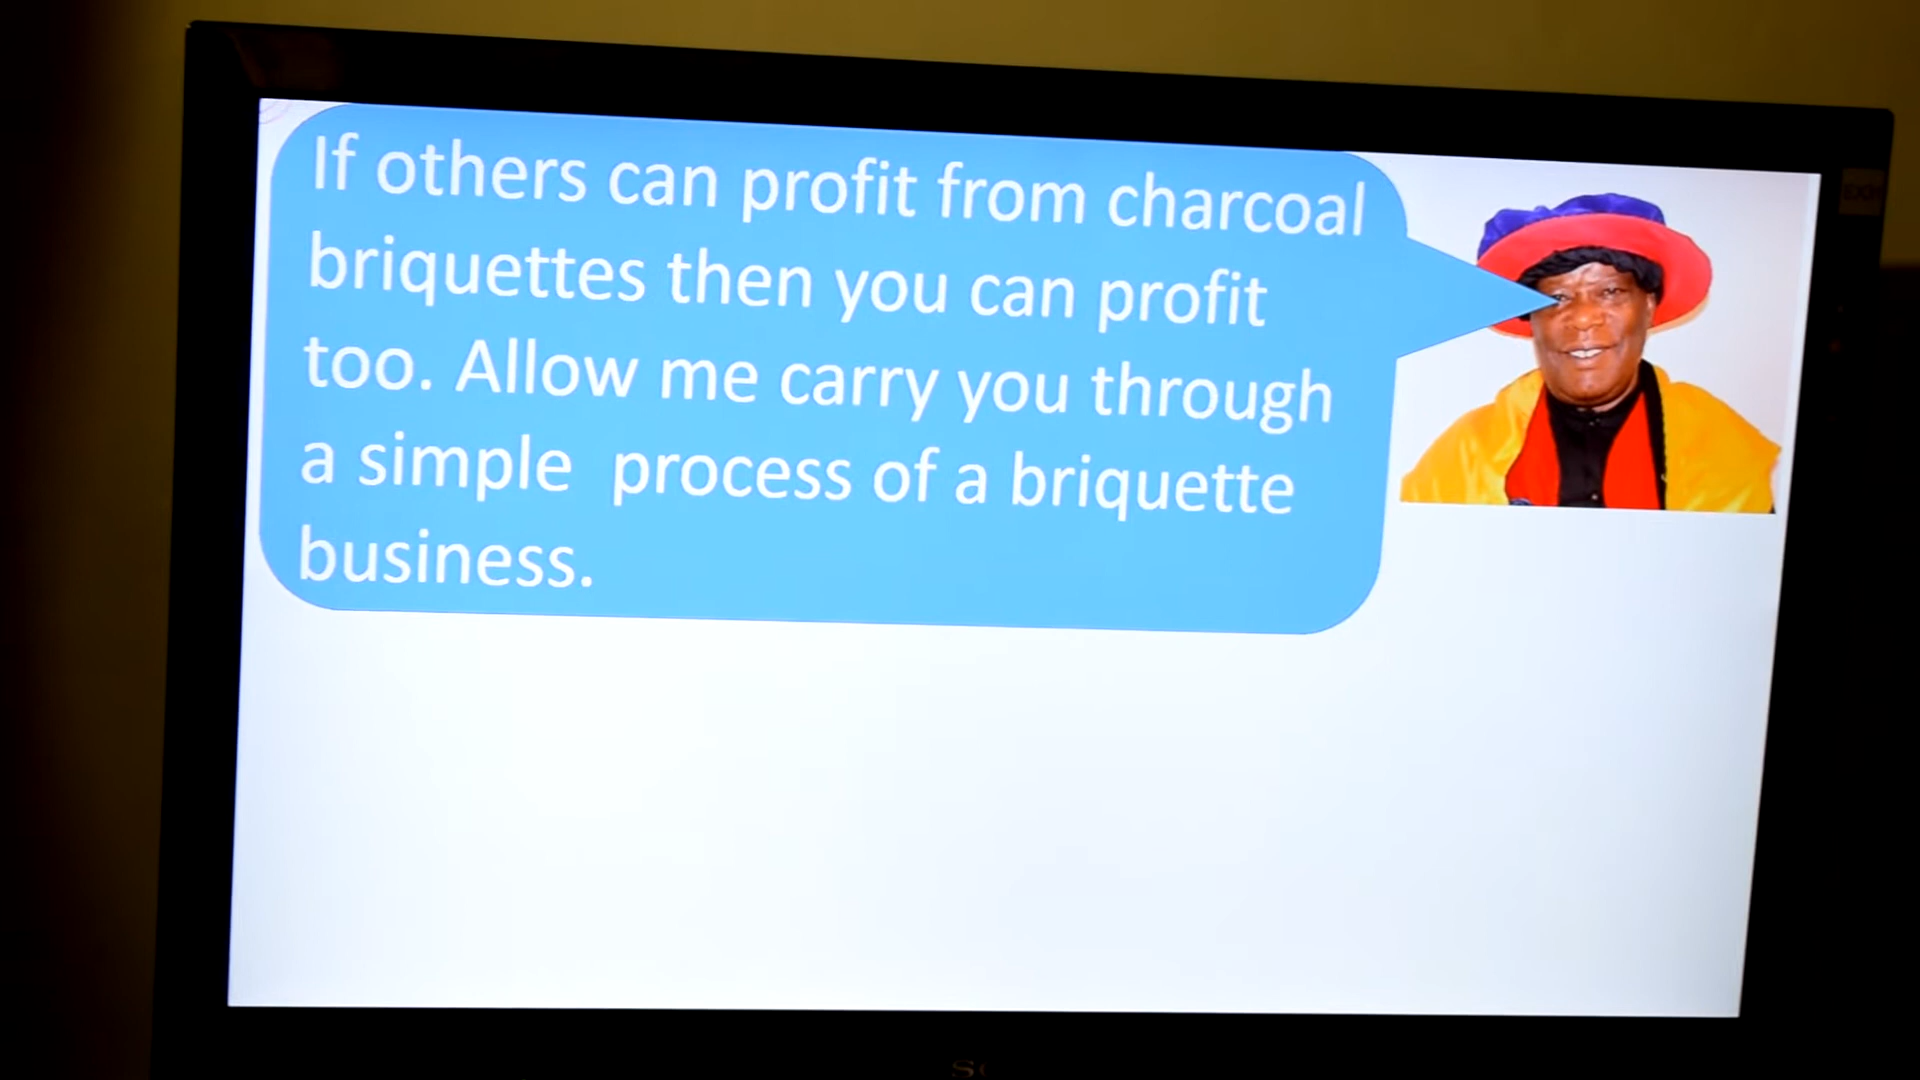 If others can profit from charcoal
briquettes then you can profit
too. Allow me carry you through
a simple  process of a briquette
business.